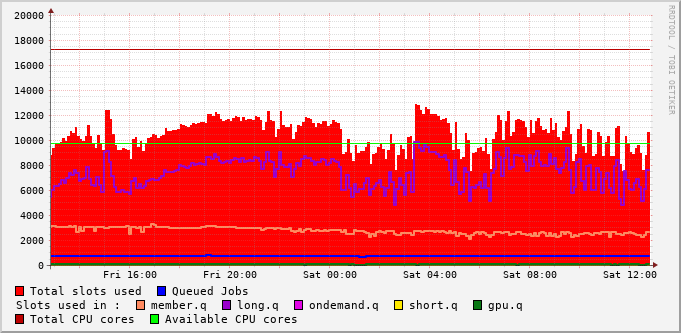 20000
18000
16000
14000
12000
10000
8000
6000
4000
2000
0
Fri 16:00 Fri 20:00 Sat 00:00 Sat 04:00 Sat 08:00 Sat 12:00
Total slots used Queued Jobs
Slots used in : member.q long.q ondemand.q short.q gpu.q
Total CPU cores Available CPU cores
RRDTOOL / TOBI OETIKER